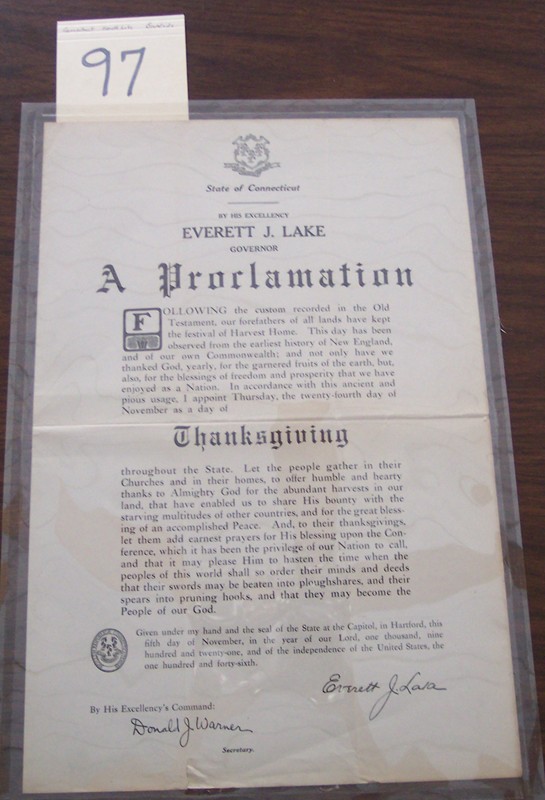 97
State of Connecticut
BY HIS EXCELLENCY
EVERETT J. LAKE
GOVERNOR
A Proclamation
FOLLOWING the custom recorded in the Old
Testament, our forefathers of all lands have kept
the festival of Harvest Home. This day has been
observed from the earliest history of New England,
and of our own Commonwealth; and not only have we
thanked God, yearly, for the garnered fruits of the earth, but,
also, for the blessings of freedom and prosperity that we have
enjoyed as a Nation. In accordance with this ancient and
pious usage, I appoint Thursday, the twenty-fourth day of
November as a day of
Thanksgiving
throughout the State. Let the people gather in their
Churches and in their homes, to offer humble and hearty
thanks to Almighty God for the abundant harvests in our
land, that have enabled us to share His bounty with the
starving multitudes of other countries, and for the great bless-
ing of an accomplished Peace. And, to their thanksgivings,
let them add earnest prayers for His blessing upon the Con-
ference, which it has been the privilege of our Nation to call,
and that it may please Him to hasten the time when the
peoples of this world shall so order their minds and deeds
that their swords may be beaten into ploughshares, and their
spears into pruning hooks, and that they may become the
People of our God.
Given under my hand and the seal of the State at the Capitol, in Hartford, this
fifth day of November, in the year of our Lord, one thousand, nine
hundred and twenty-one, and of the independence of the United States, the
one hundred and forty-sixth.
Everett J. Lake
By His Excellency's Command:
Donald J. Warner
Secretary.